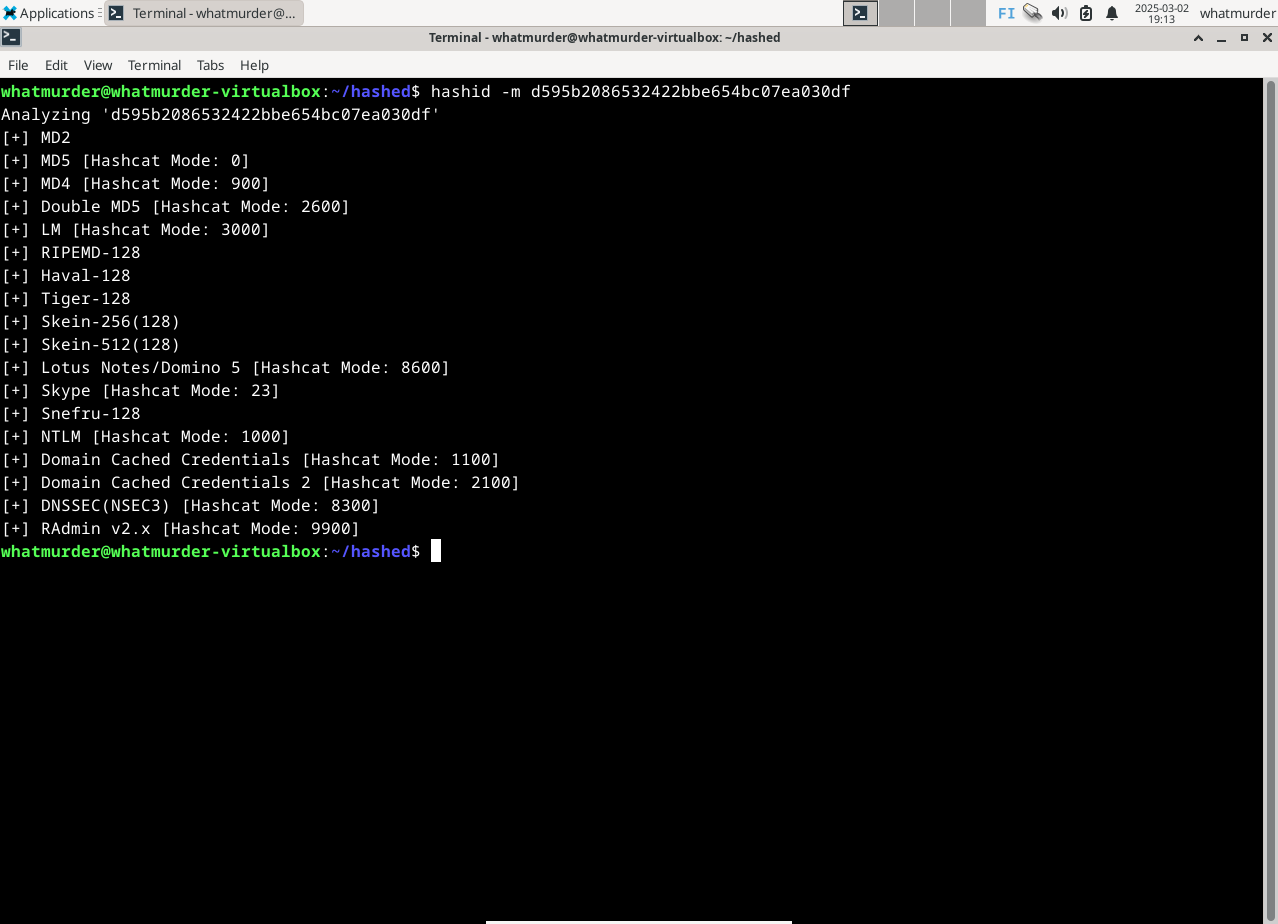 Applications Terminal - whatmurder@... FI 2025-03-02 whatmurder
19:13
Terminal - whatmurder@whatmurder-virtualbox: ~/hashed
File Edit View Terminal Tabs Help
whatmurder@whatmurder-virtualbox:~/hashed$ hashid -m d595b2086532422bbe654bc07ea030df
Analyzing 'd595b2086532422bbe654bc07ea030df'
[+] MD2
[+] MD5 [Hashcat Mode: 0]
[+] MD4 [Hashcat Mode: 900]
[+] Double MD5 [Hashcat Mode: 2600]
[+] LM [Hashcat Mode: 3000]
[+] RIPEMD-128
[+] Haval-128
[+] Tiger-128
[+] Skein-256(128)
[+] Skein-512(128)
[+] Lotus Notes/Domino 5 [Hashcat Mode: 8600]
[+] Skype [Hashcat Mode: 23]
[+] Snefru-128
[+] NTLM [Hashcat Mode: 1000]
[+] Domain Cached Credentials [Hashcat Mode: 1100]
[+] Domain Cached Credentials 2 [Hashcat Mode: 2100]
[+] DNSSEC(NSEC3) [Hashcat Mode: 8300]
[+] RAdmin v2.x [Hashcat Mode: 9900]
whatmurder@whatmurder-virtualbox:~/hashed$